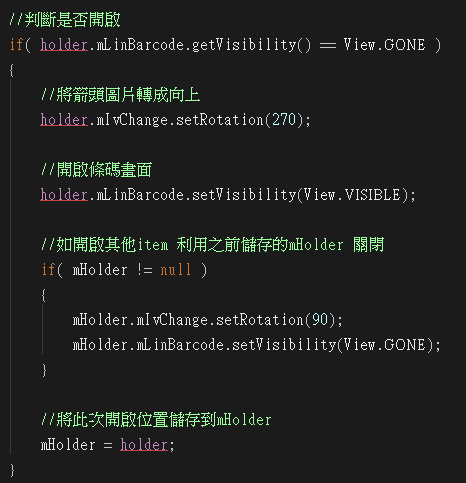 //判斷是否開啟
if( holder.mLinBarcode.getVisibility() == View.GONE )
{
//將箭頭圖片轉成向上
holder.mIvChange.setRotation(270);
//開啟條碼畫面
holder.mLinBarcode.setVisibility(View.VISIBLE);
//如開啟其他item 利用之前儲存的mHolder 關閉
if( mHolder != null )
{
mHolder.mIvChange.setRotation(90);
mHolder.mLinBarcode.setVisibility(View.GONE);
}
//將此次開啟位置儲存到mHolder
mHolder = holder;
}